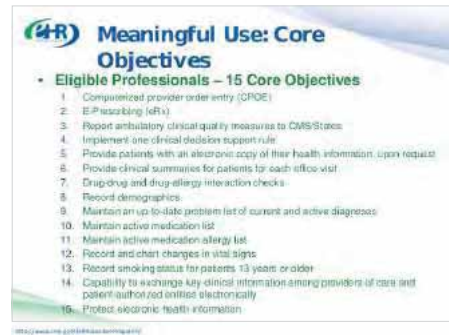 EHR
Meaningful Use: Core
Objectives
• Eligible Professionals – 15 Core Objectives
1. Computerized provider order entry (CPOE)
2. E-Prescribing (eRx)
3. Report ambulatory clinical quality measures to CMS/States
4. Implement one clinical decision support rule
5. Provide patients with an electronic copy of their health information, upon request
6. Provide clinical summaries for patients for each office visit
7. Drug-drug and drug-allergy interaction checks
8. Record demographics
9. Maintain an up-to-date problem list of current and active diagnoses
10. Maintain active medication list
11. Maintain active medication allergy list
12. Record and chart changes in vital signs
13. Record smoking status for patients 13 years or older
14. Capability to exchange key clinical information among providers of care and
patient-authorized entities electronically
15. Protect electronic health information